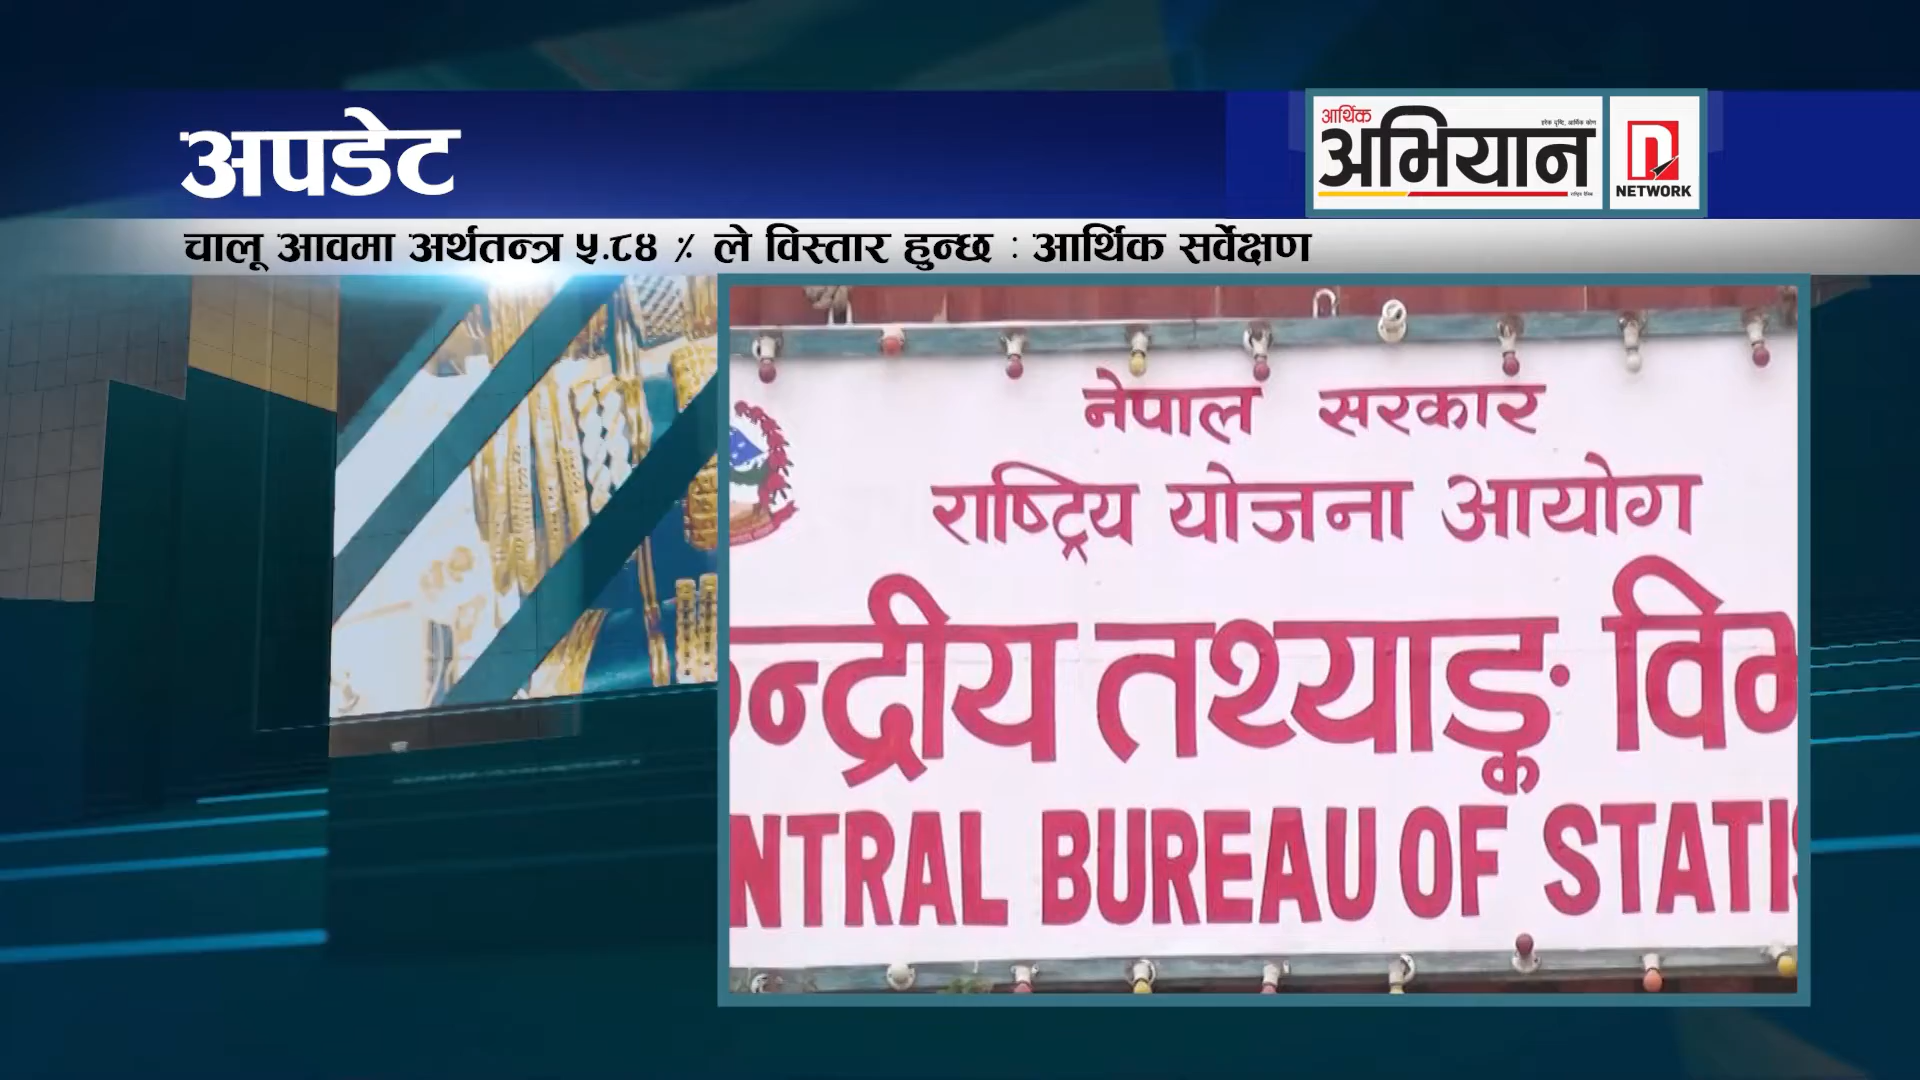 अपडेट
आर्थिक
अभियान
NETWORK
चालू आवमा अर्थतन्त्र ५.८४ % ले विस्तार हुन्छ : आर्थिक सर्वेक्षण
नेपाल सरकार
राष्ट्रिय योजना आयोग
न्द्रीय तथ्याङ्क वि
NTRAL BUREAU OF STATI